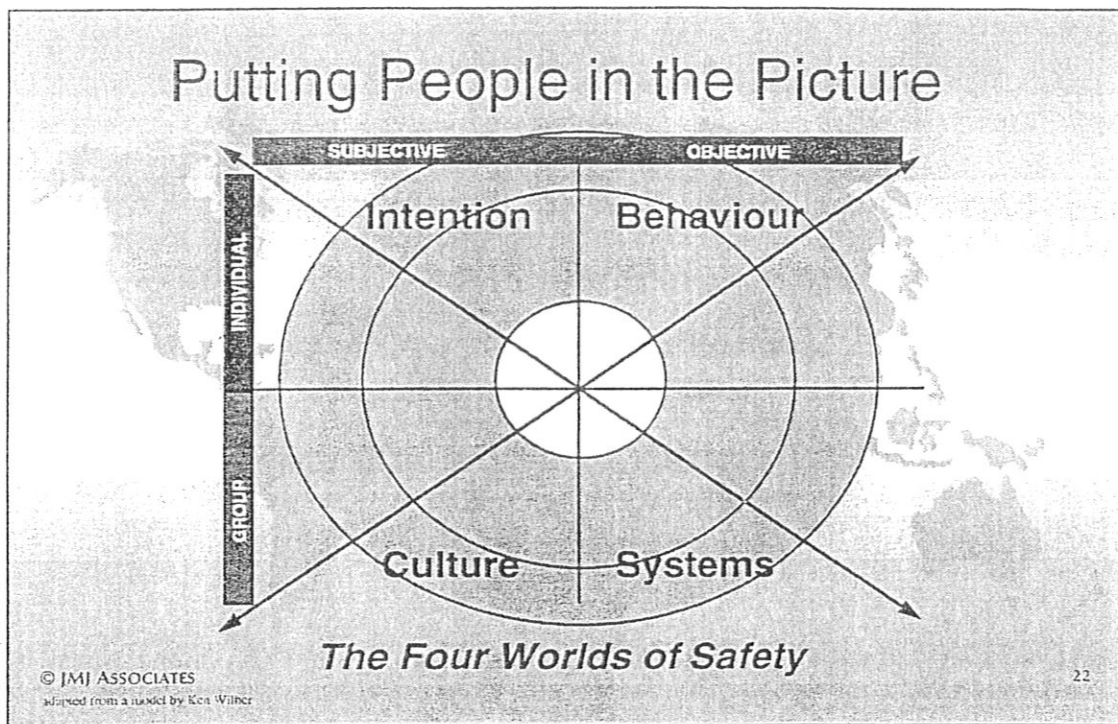 Putting People in the Picture
SUBJECTIVE OBJECTIVE
INDIVIDUAL
GROUP
Intention Behaviour
Culture Systems
The Four Worlds of Safety
© JMJ ASSOCIATES
adapted from a model by Ken Wilber
22